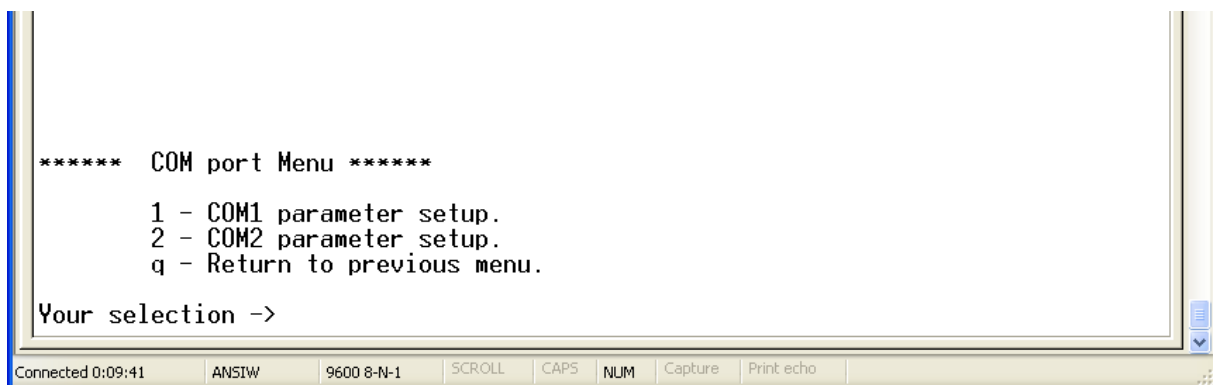 ****** COM port Menu ******
1 - COM1 parameter setup.
2 - COM2 parameter setup.
q - Return to previous menu.
Your selection ->
Connected 0:09:41 ANSIW 9600 8-N-1 SCROLL CAPS NUM Capture Print echo